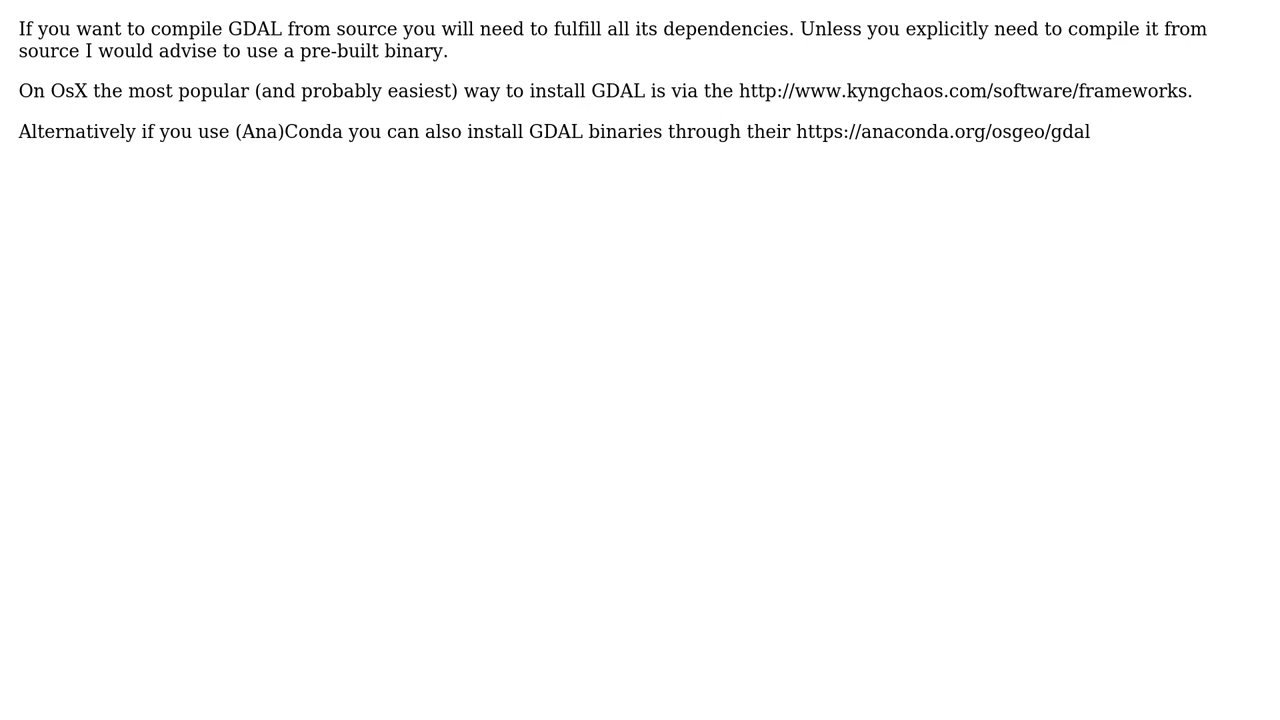 If you want to compile GDAL from source you will need to fulfill all its dependencies. Unless you explicitly need to compile it from
source I would advise to use a pre-built binary.
On OsX the most popular (and probably easiest) way to install GDAL is via the http://www.kyngchaos.com/software/frameworks.
Alternatively if you use (Ana)Conda you can also install GDAL binaries through their https://anaconda.org/osgeo/gdal